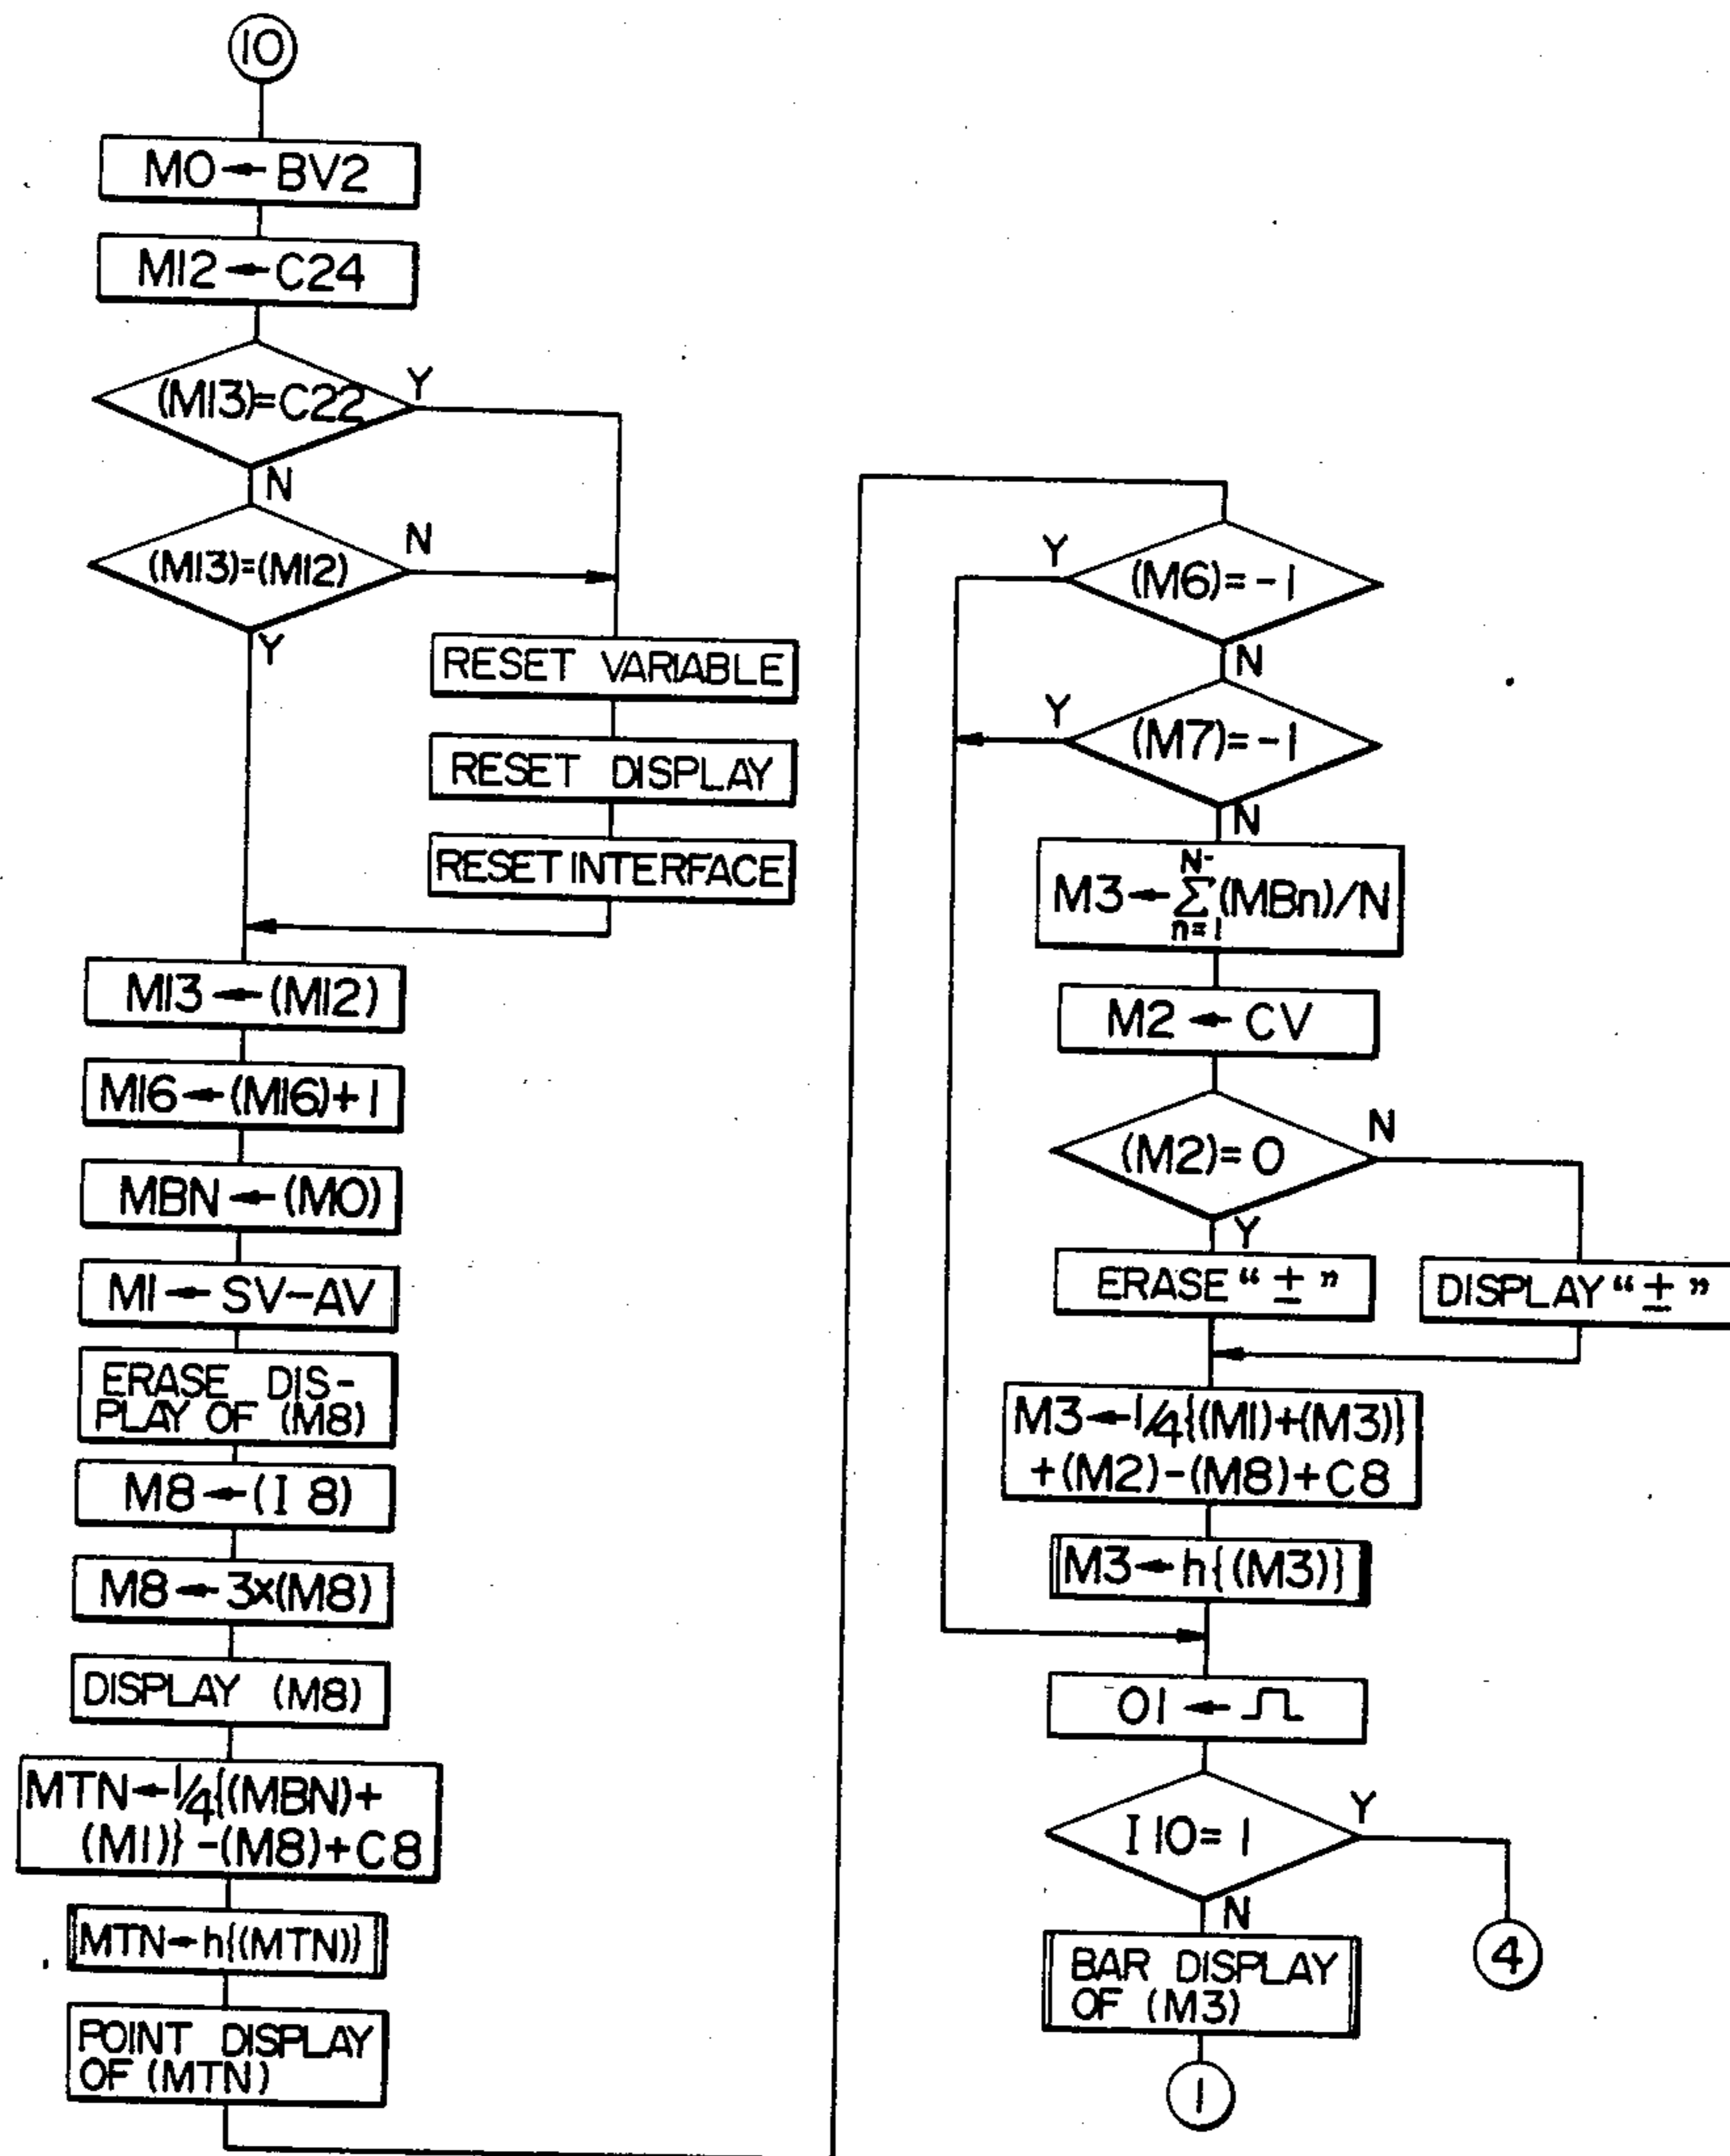 10
M0←BV2
M12←C24
(M13)=C22
Y
N
(M13)=(M12)
N
Y
RESET VARIABLE
RESET DISPLAY
RESET INTERFACE
M13←(M12)
M16←(M16)+1
MBN←(M0)
M1←SV-AV
ERASE DIS-
PLAY OF (M8)
M8←(I8)
M8←3×(M8)
DISPLAY (M8)
MTN←1/4{(MBN)+
(M1)}-(M8)+C8
MTN←h{(MTN)}
POINT DISPLAY
OF (MTN)
(M6)=-1
Y
N
(M7)=-1
Y
N
N
M3←Σ(MBn)/N
n=1
M2←CV
(M2)=0
N
Y
ERASE “±”
DISPLAY “±”
M3←1/4{(M1)+(M3)}
+(M2)-(M8)+C8
M3←h{(M3)}
O1←⎍
I10=1
Y
N
4
BAR DISPLAY
OF (M3)
1